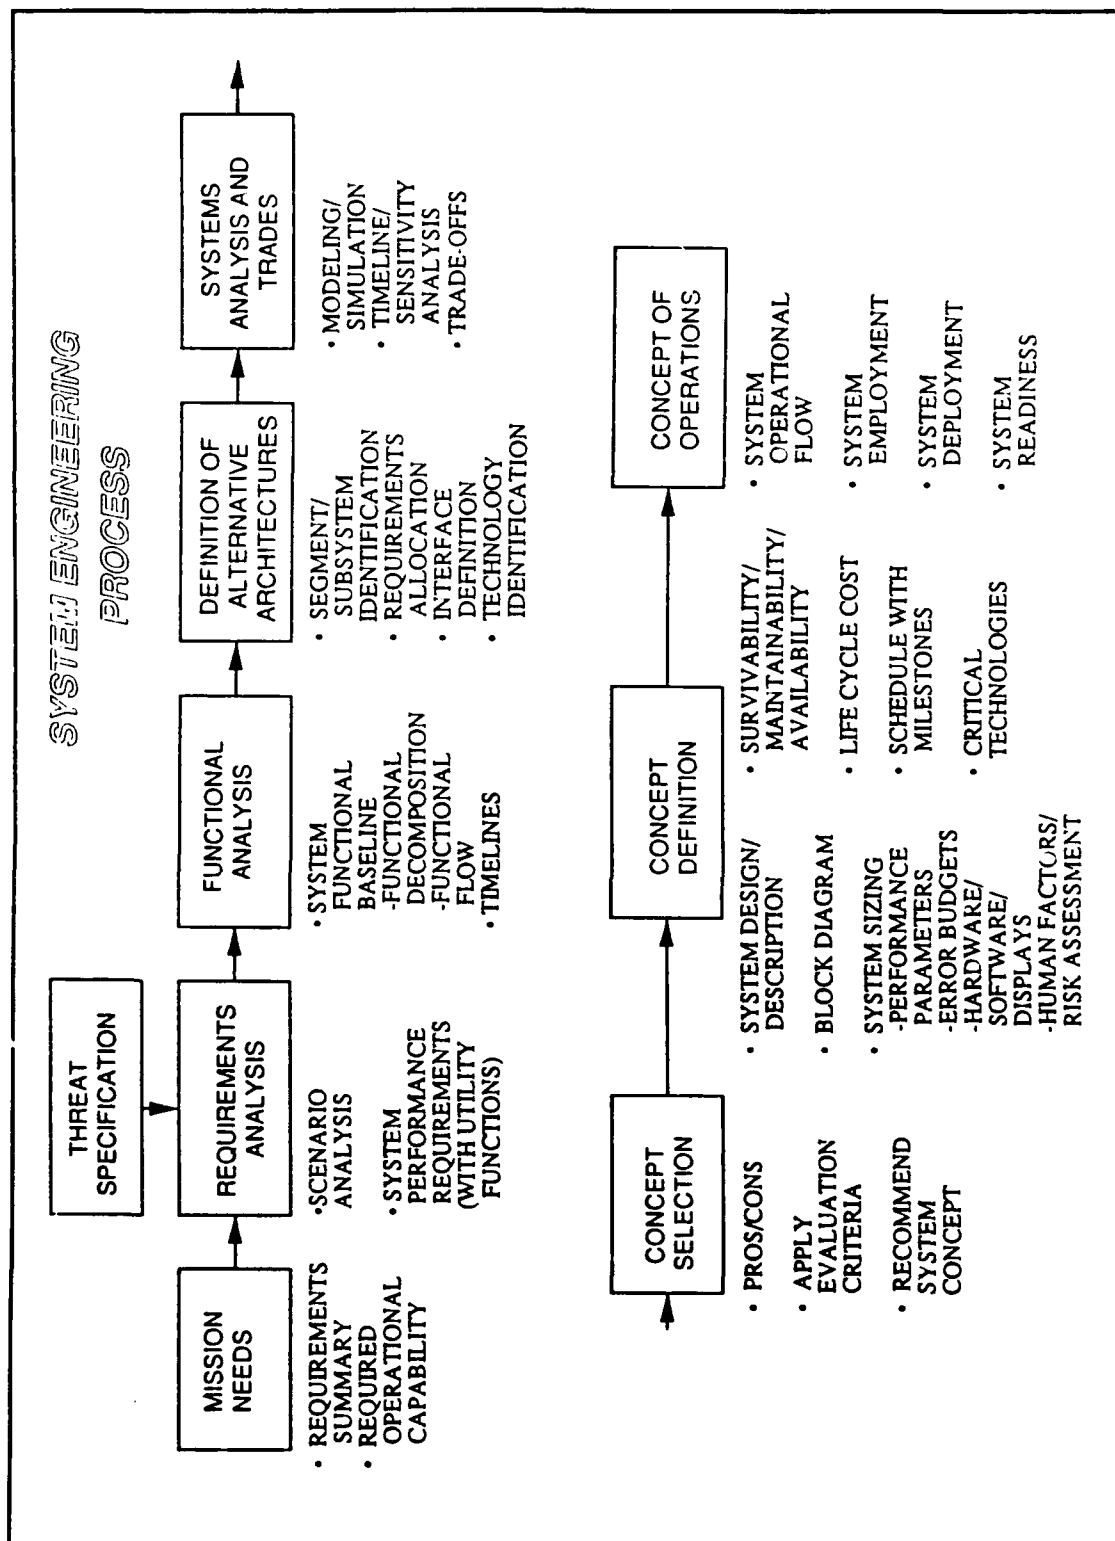 SYSTEM ENGINEERING
PROCESS
THREAT
SPECIFICATION
MISSION
NEEDS
REQUIREMENTS
ANALYSIS
FUNCTIONAL
ANALYSIS
DEFINITION OF
ALTERNATIVE
ARCHITECTURES
SYSTEMS
ANALYSIS AND
TRADES
• REQUIREMENTS
SUMMARY
• REQUIRED
OPERATIONAL
CAPABILITY
•SCENARIO
ANALYSIS
• SYSTEM
PERFORMANCE
REQUIREMENTS
(WITH UTILITY
FUNCTIONS)
• SYSTEM
FUNCTIONAL
BASELINE
-FUNCTIONAL
DECOMPOSITION
-FUNCTIONAL
FLOW
• TIMELINES
• SEGMENT/
SUBSYSTEM
IDENTIFICATION
• REQUIREMENTS
ALLOCATION
• INTERFACE
DEFINITION
• TECHNOLOGY
IDENTIFICATION
• MODELING/
SIMULATION
• TIMELINE/
SENSITIVITY
ANALYSIS
• TRADE-OFFS
CONCEPT
SELECTION
CONCEPT
DEFINITION
CONCEPT OF
OPERATIONS
• PROS/CONS
• APPLY
EVALUATION
CRITERIA
• RECOMMEND
SYSTEM
CONCEPT
• SYSTEM DESIGN/
DESCRIPTION
• BLOCK DIAGRAM
• SYSTEM SIZING
-PERFORMANCE
PARAMETERS
-ERROR BUDGETS
-HARDWARE/
SOFTWARE/
DISPLAYS
-HUMAN FACTORS/
RISK ASSESSMENT
• SURVIVABILITY/
MAINTAINABILITY/
AVAILABILITY
• LIFE CYCLE COST
• SCHEDULE WITH
MILESTONES
• CRITICAL
TECHNOLOGIES
• SYSTEM
OPERATIONAL
FLOW
• SYSTEM
EMPLOYMENT
• SYSTEM
DEPLOYMENT
• SYSTEM
READINESS